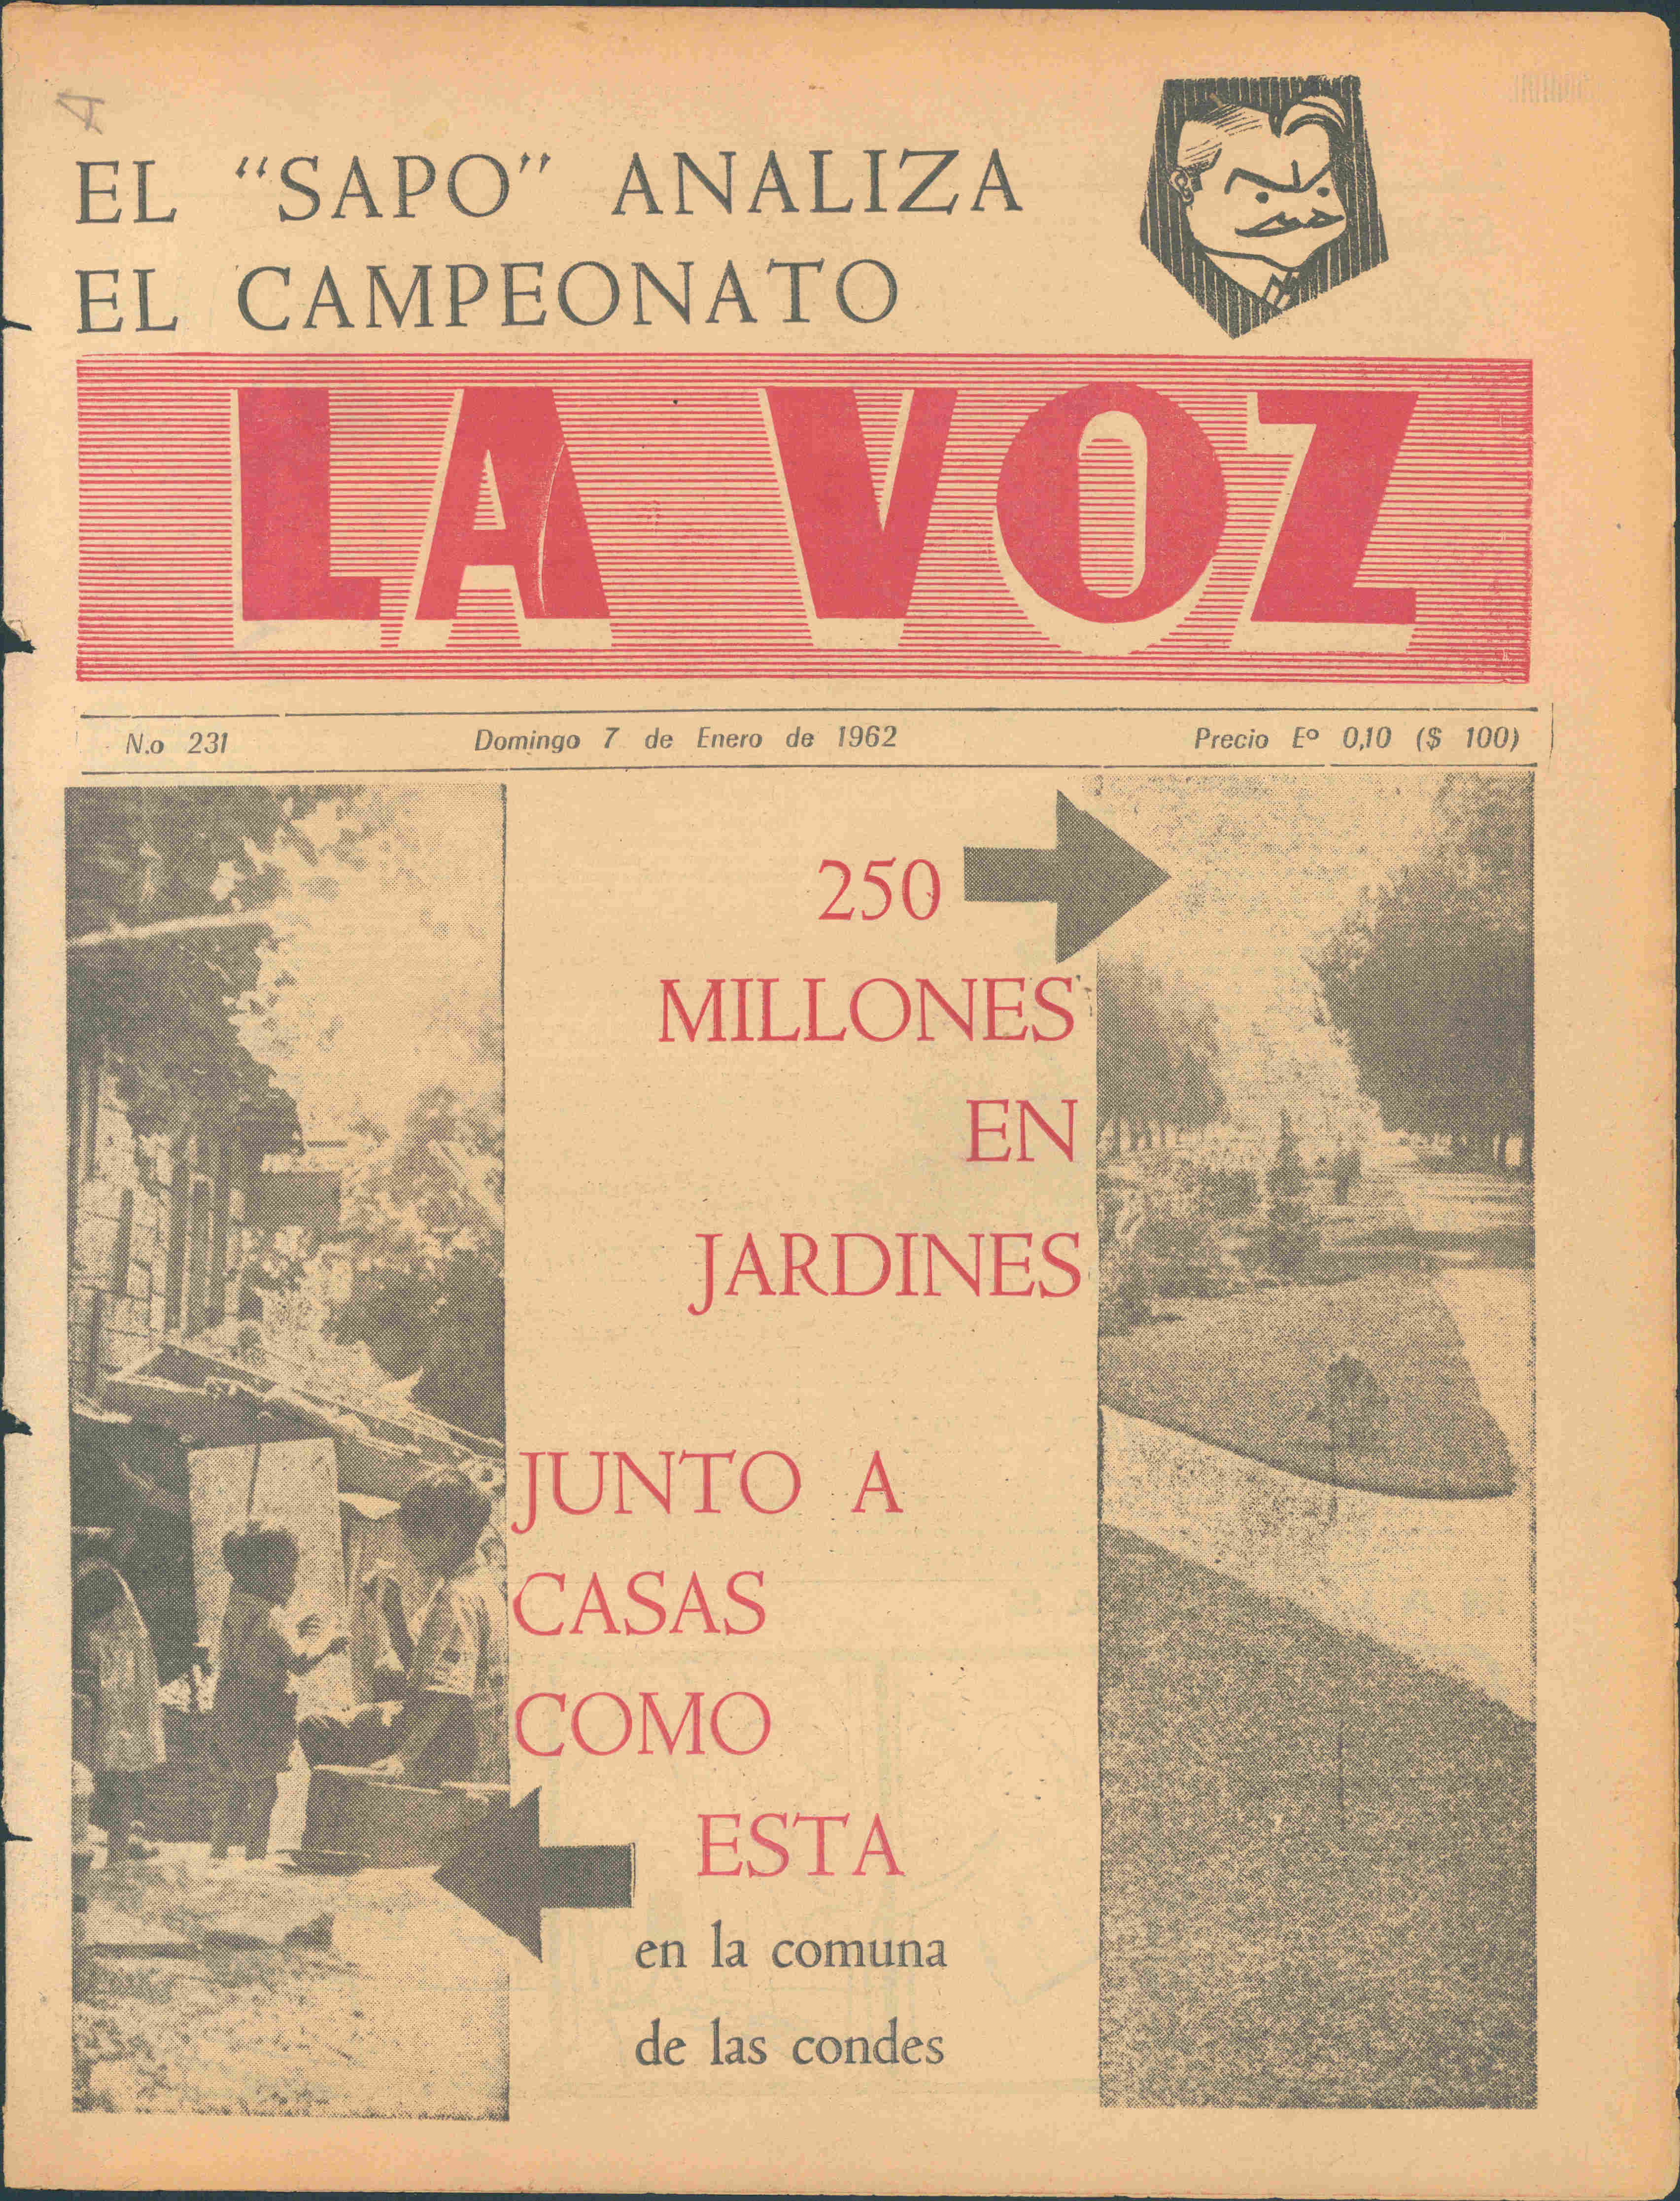 EL "SAPO" ANALIZA
EL CAMPEONATO
LA VOZ
N.o 231 Domingo 7 de Enero de 1962 Precio Eº 0,10 ($ 100)
250
MILLONES
EN
JARDINES
JUNTO A
CASAS
COMO
ESTA
en la comuna
de las condes